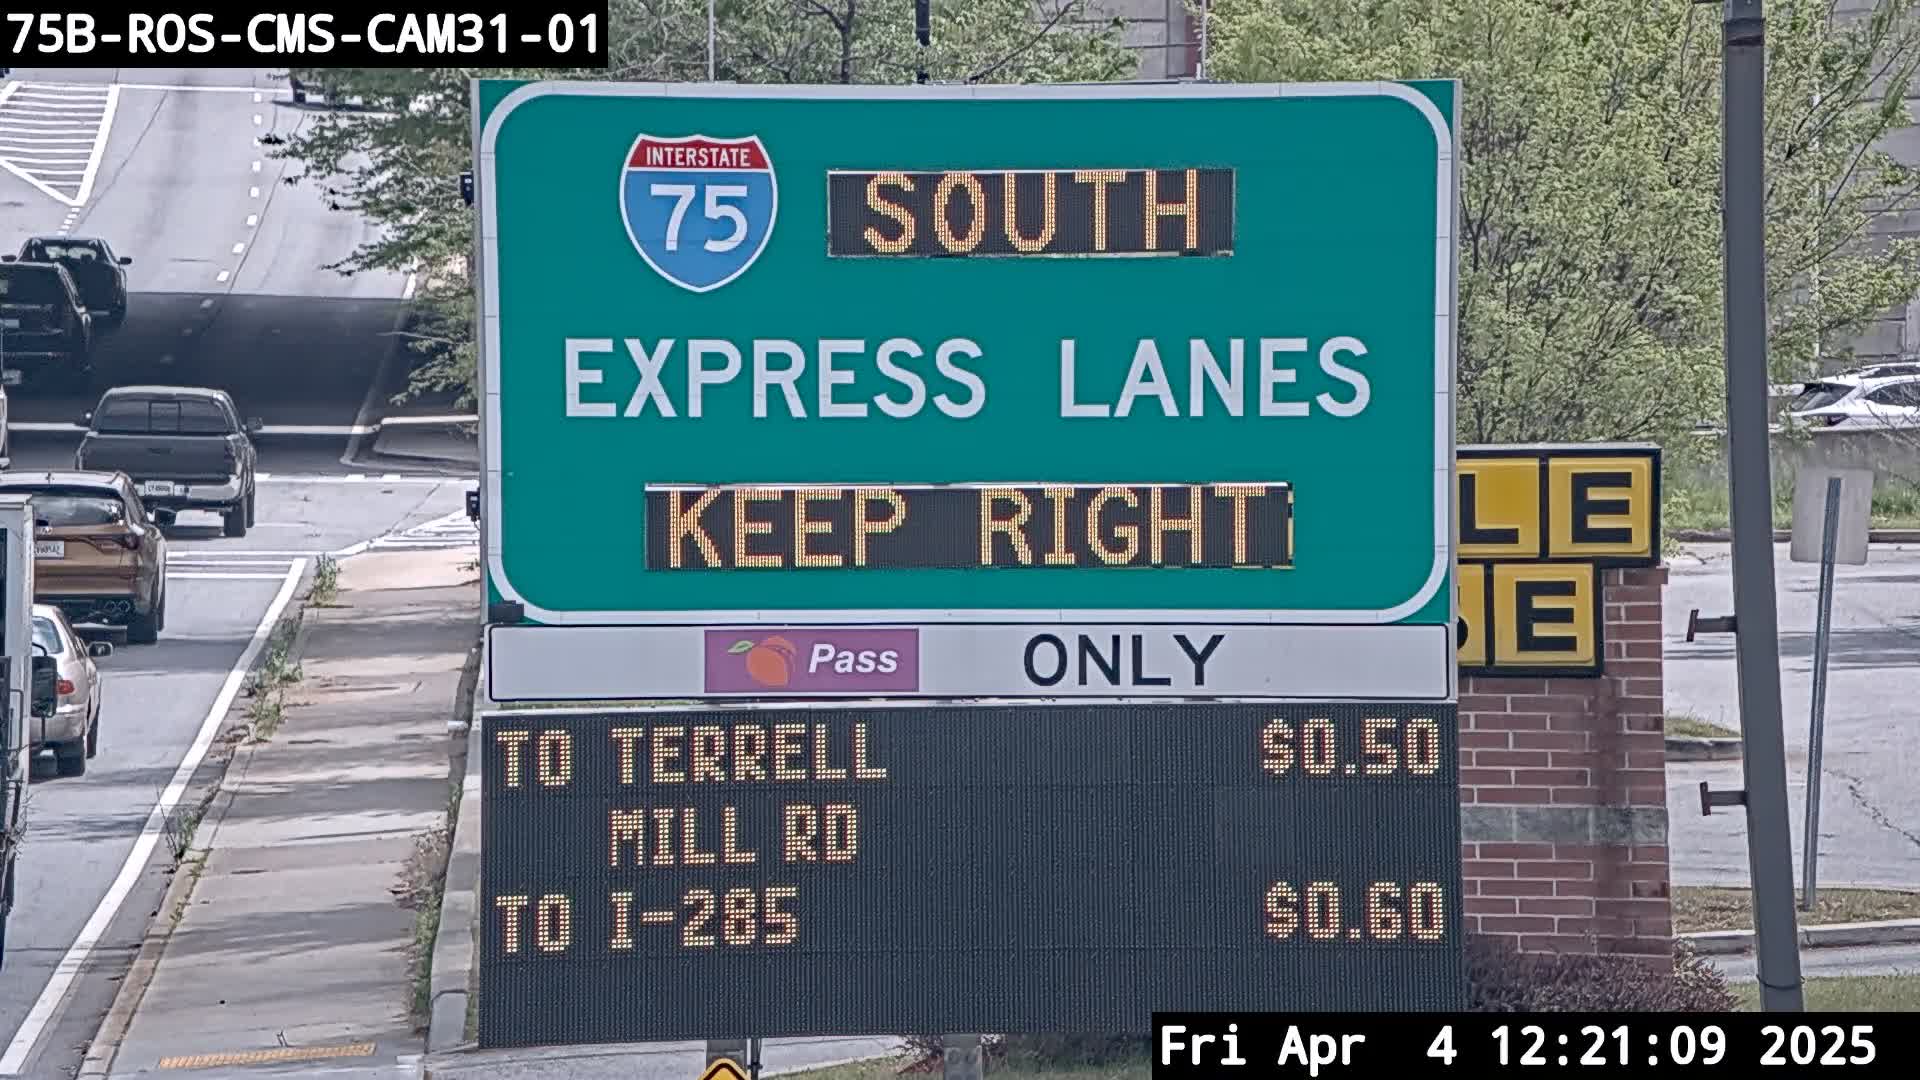 75B-ROS-CMS-CAM31-01
INTERSTATE
75
SOUTH
EXPRESS LANES
KEEP RIGHT
Pass ONLY
TO TERRELL $0.50
MILL RD
TO I-285 $0.60
LE
E
Fri Apr 4 12:21:09 2025